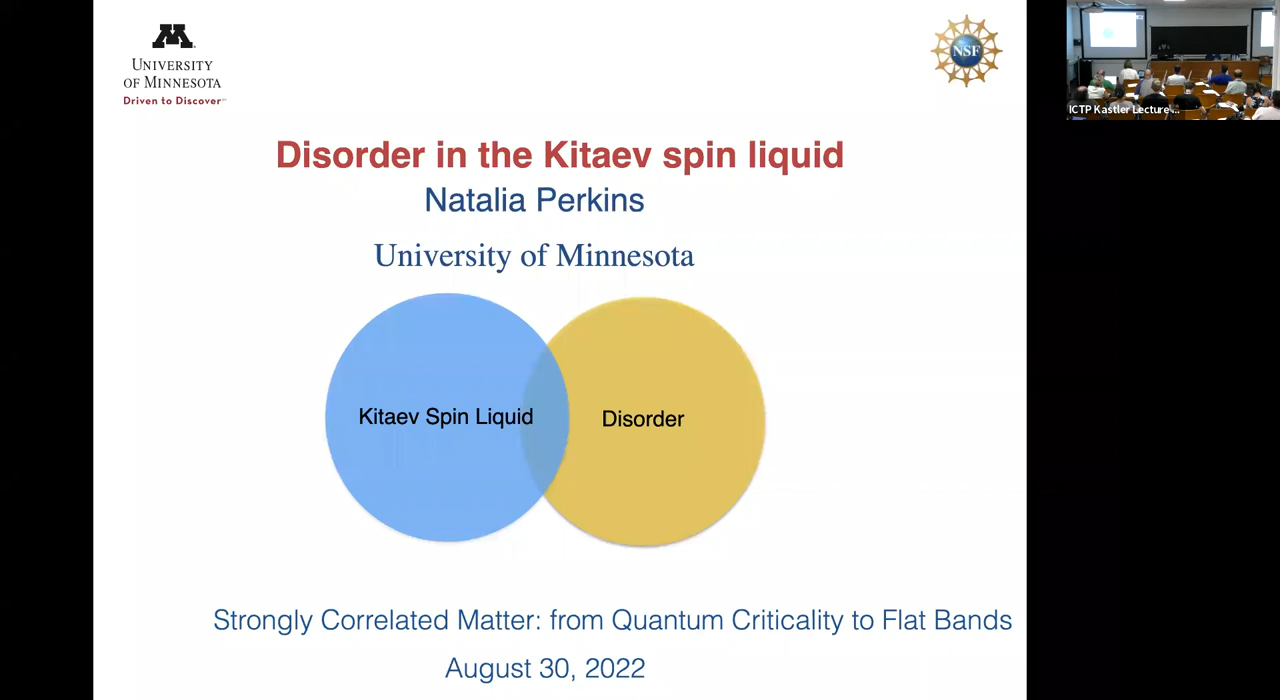 UNIVERSITY
OF MINNESOTA
Driven to Discover
NSF
ICTP Kastler Lecture ...
Disorder in the Kitaev spin liquid
Natalia Perkins
University of Minnesota
Kitaev Spin Liquid
Disorder
Strongly Correlated Matter: from Quantum Criticality to Flat Bands
August 30, 2022